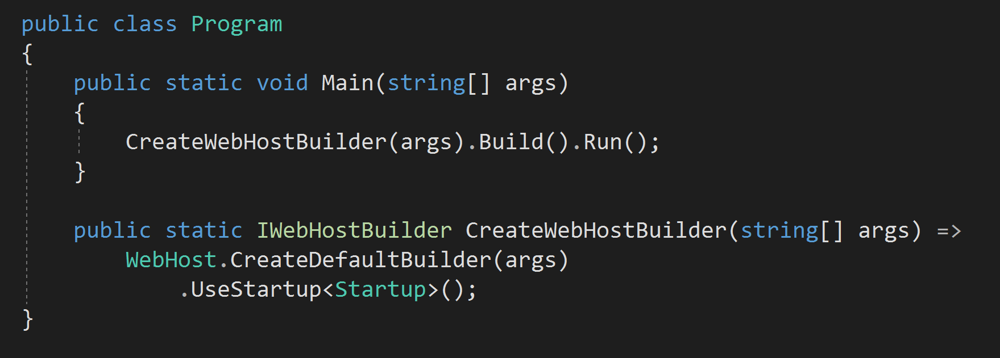 public class Program
{
    public static void Main(string[] args)
    {
        CreateWebHostBuilder(args).Build().Run();
    }

    public static IWebHostBuilder CreateWebHostBuilder(string[] args) =>
        WebHost.CreateDefaultBuilder(args)
            .UseStartup<Startup>();
}